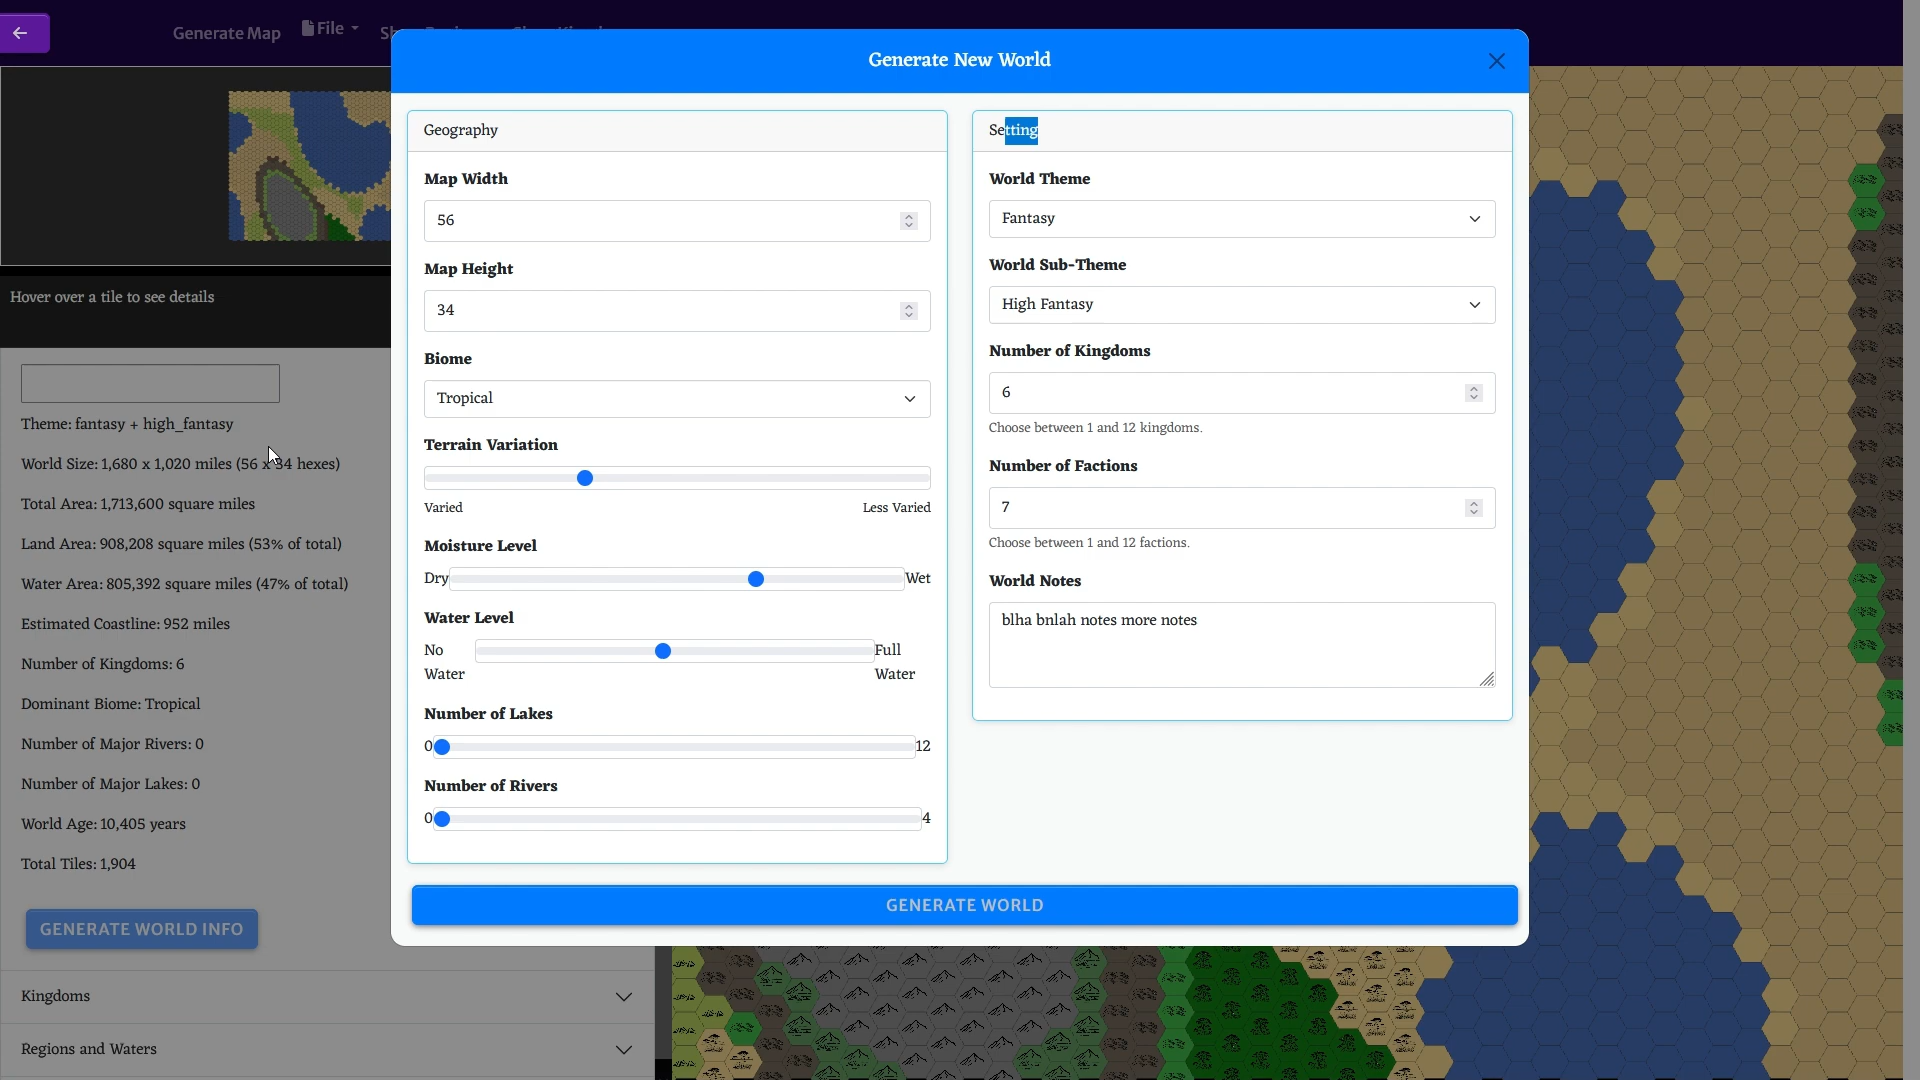 Generate Map
File
Generate New World
Hover over a tile to see details
Theme: fantasy + high_fantasy
World Size: 1,680 x 1,020 miles (56 x 34 hexes)
Total Area: 1,713,600 square miles
Land Area: 908,208 square miles (53% of total)
Water Area: 805,392 square miles (47% of total)
Estimated Coastline: 952 miles
Number of Kingdoms: 6
Dominant Biome: Tropical
Number of Major Rivers: 0
Number of Major Lakes: 0
World Age: 10,405 years
Total Tiles: 1,904
GENERATE WORLD INFO
Kingdoms
Regions and Waters
Geography
Map Width
56
Map Height
34
Biome
Tropical
Terrain Variation
Varied Less Varied
Moisture Level
Dry Wet
Water Level
No Water Full Water
Number of Lakes
0 12
Number of Rivers
0 4
Setting
World Theme
Fantasy
World Sub-Theme
High Fantasy
Number of Kingdoms
6
Choose between 1 and 12 kingdoms.
Number of Factions
7
Choose between 1 and 12 factions.
World Notes
blha bnlah notes more notes
GENERATE WORLD